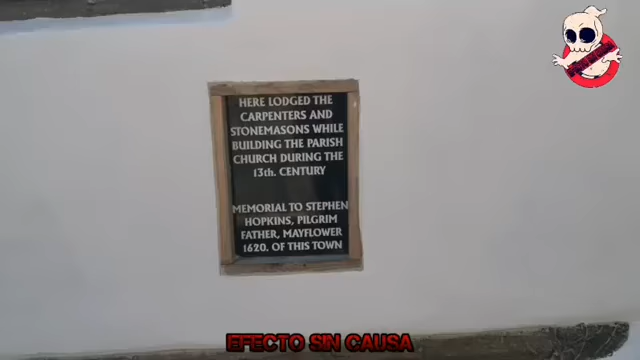 HERE LODGED THE
CARPENTERS AND
STONEMASONS WHILE
BUILDING THE PARISH
CHURCH DURING THE
13th. CENTURY
MEMORIAL TO STEPHEN
HOPKINS, PILGRIM
FATHER, MAYFLOWER
1620. OF THIS TOWN
EFECTO SIN CAUSA